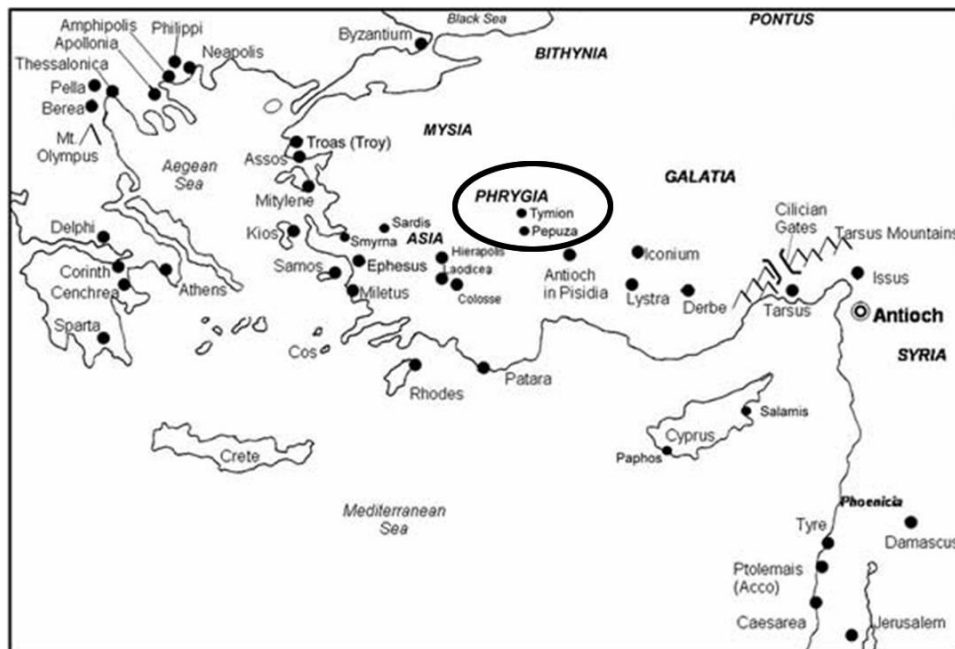 Black Sea
PONTUS
Amphipolis
Philippi
Apollonia
Neapolis
Byzantium
BITHYNIA
Thessalonica
Pella
Berea
Mt.
Olympus
Aegean
Sea
MYSIA
Troas (Troy)
Assos
Mitylene
PHRYGIA
Tymion
Pepuza
GALATIA
Cilician
Gates
Tarsus Mountains
Delphi
Kios
Sardis
Smyrna
ASIA
Hierapolis
Laodicea
Colosse
Ephesus
Samos
Miletus
Corinth
Cenchrea
Athens
Sparta
Antioch
in Pisidia
Iconium
Lystra
Derbe
Tarsus
Issus
Antioch
SYRIA
Cos
Rhodes
Patara
Salamis
Cyprus
Paphos
Crete
Mediterranean
Sea
Phoenicia
Tyre
Damascus
Ptolemais
(Acco)
Caesarea
Jerusalem